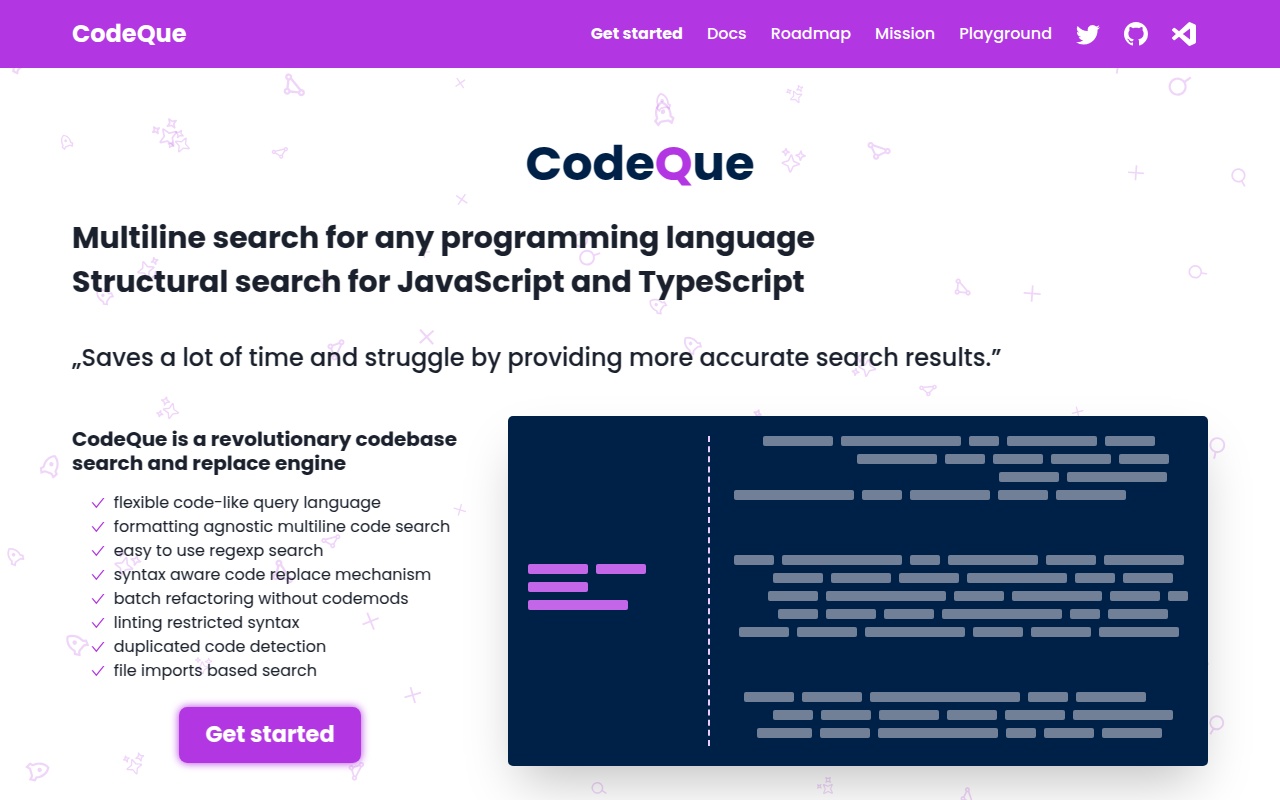 CodeQue
Get started Docs Roadmap Mission Playground
CodeQue
Multiline search for any programming language
Structural search for JavaScript and TypeScript
„Saves a lot of time and struggle by providing more accurate search results.”
CodeQue is a revolutionary codebase
search and replace engine
flexible code-like query language
formatting agnostic multiline code search
easy to use regexp search
syntax aware code replace mechanism
batch refactoring without codemods
linting restricted syntax
duplicated code detection
file imports based search
Get started